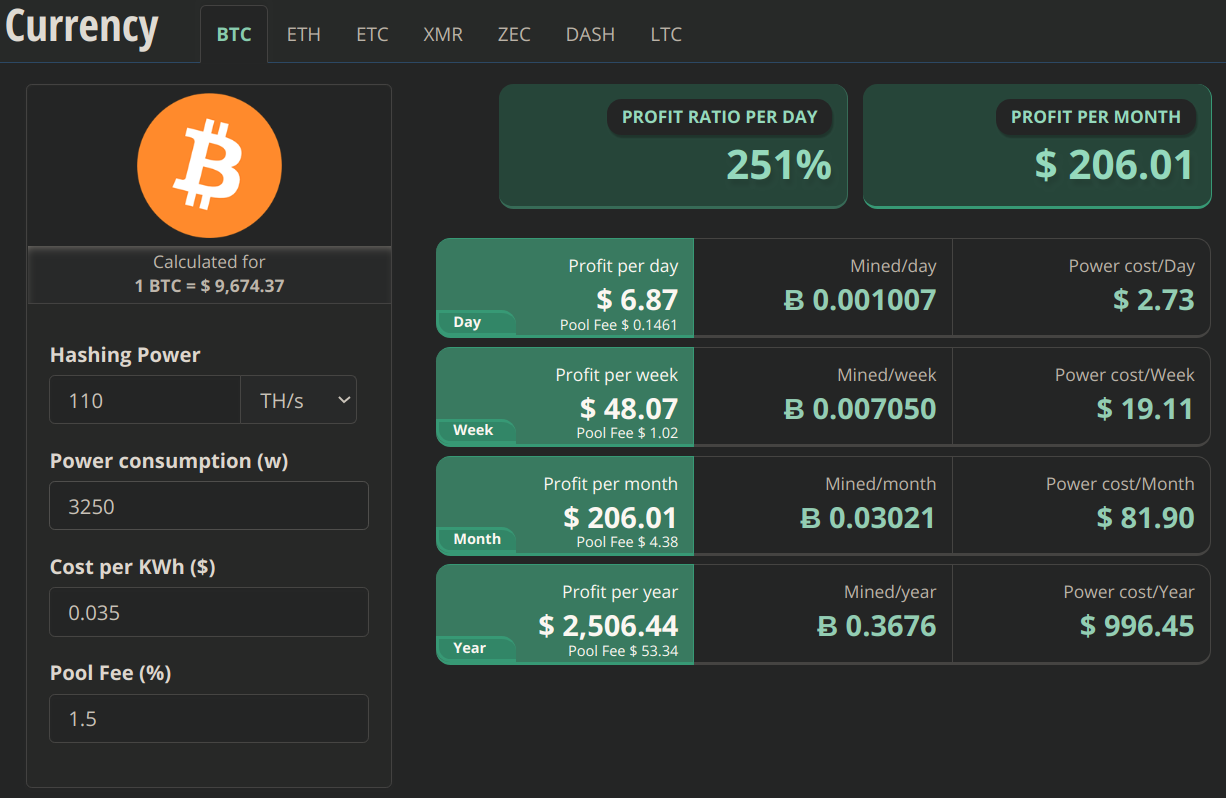 Currency
BTC ETH ETC XMR ZEC DASH LTC
Calculated for
1 BTC = $ 9,674.37
Hashing Power
110 TH/s
Power consumption (w)
3250
Cost per KWh ($)
0.035
Pool Fee (%)
1.5
PROFIT RATIO PER DAY
251%
PROFIT PER MONTH
$ 206.01
Day
Profit per day
$ 6.87
Pool Fee $ 0.1461
Mined/day
Ƀ 0.001007
Power cost/Day
$ 2.73
Week
Profit per week
$ 48.07
Pool Fee $ 1.02
Mined/week
Ƀ 0.007050
Power cost/Week
$ 19.11
Month
Profit per month
$ 206.01
Pool Fee $ 4.38
Mined/month
Ƀ 0.03021
Power cost/Month
$ 81.90
Year
Profit per year
$ 2,506.44
Pool Fee $ 53.34
Mined/year
Ƀ 0.3676
Power cost/Year
$ 996.45